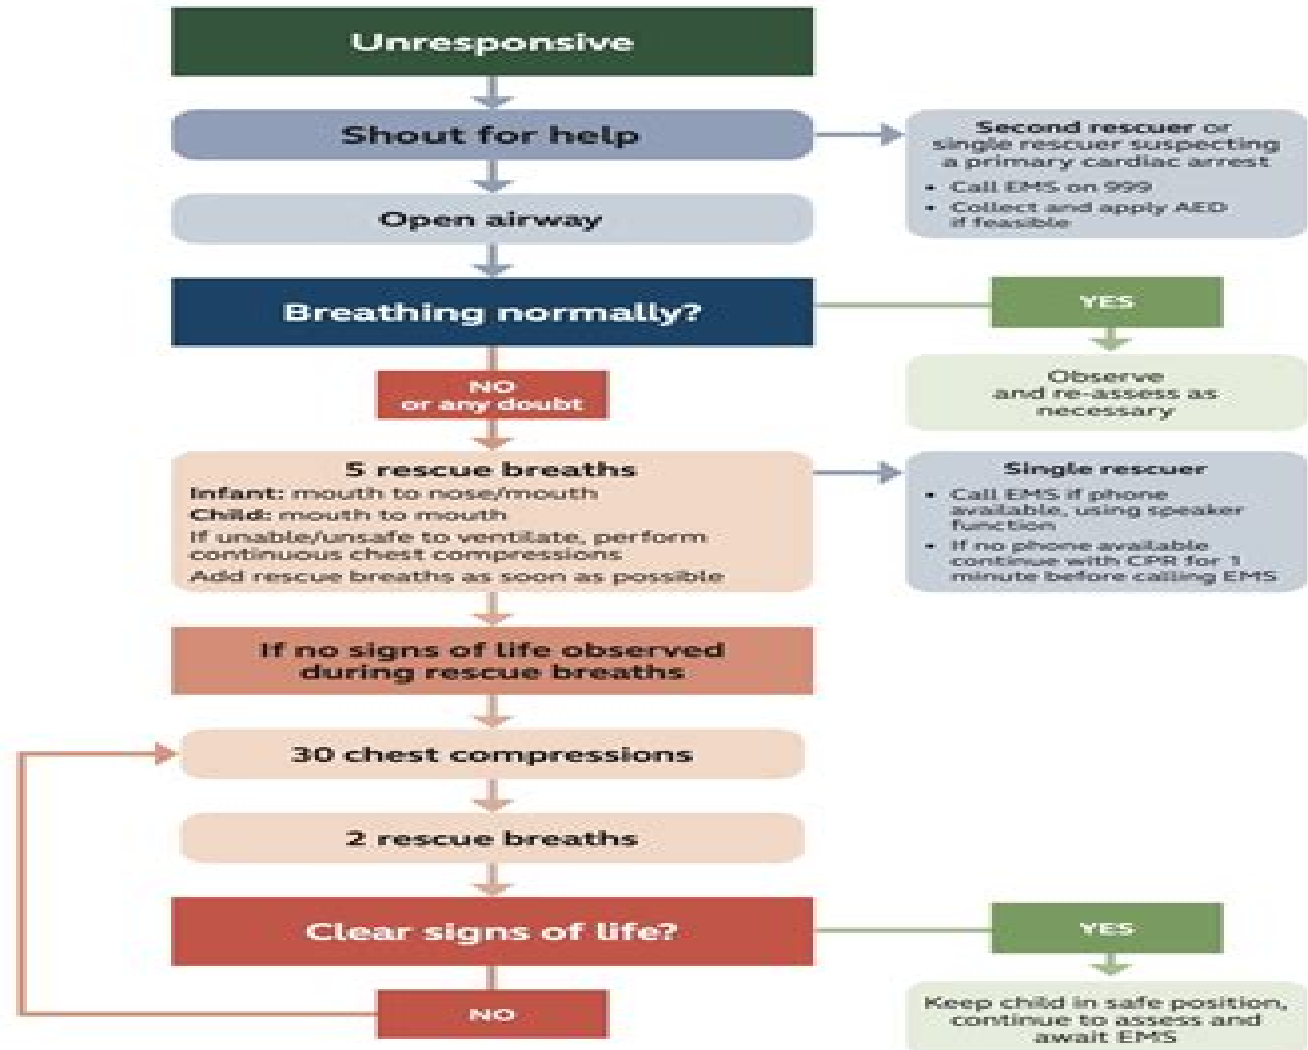 Unresponsive
Shout for help
Second rescuer or
single rescuer suspecting
a primary cardiac arrest
• Call EMS on 999
• Collect and apply AED
if feasible
Open airway
Breathing normally?
YES
Observe
and re-assess as
necessary
NO
or any doubt
5 rescue breaths
Infant: mouth to nose/mouth
Child: mouth to mouth
If unable/unsafe to ventilate, perform
continuous chest compressions
Add rescue breaths as soon as possible
Single rescuer
• Call EMS if phone
available, using speaker
function
• If no phone available
continue with CPR for 1
minute before calling EMS
If no signs of life observed
during rescue breaths
30 chest compressions
2 rescue breaths
Clear signs of life?
YES
Keep child in safe position,
continue to assess and
await EMS
NO